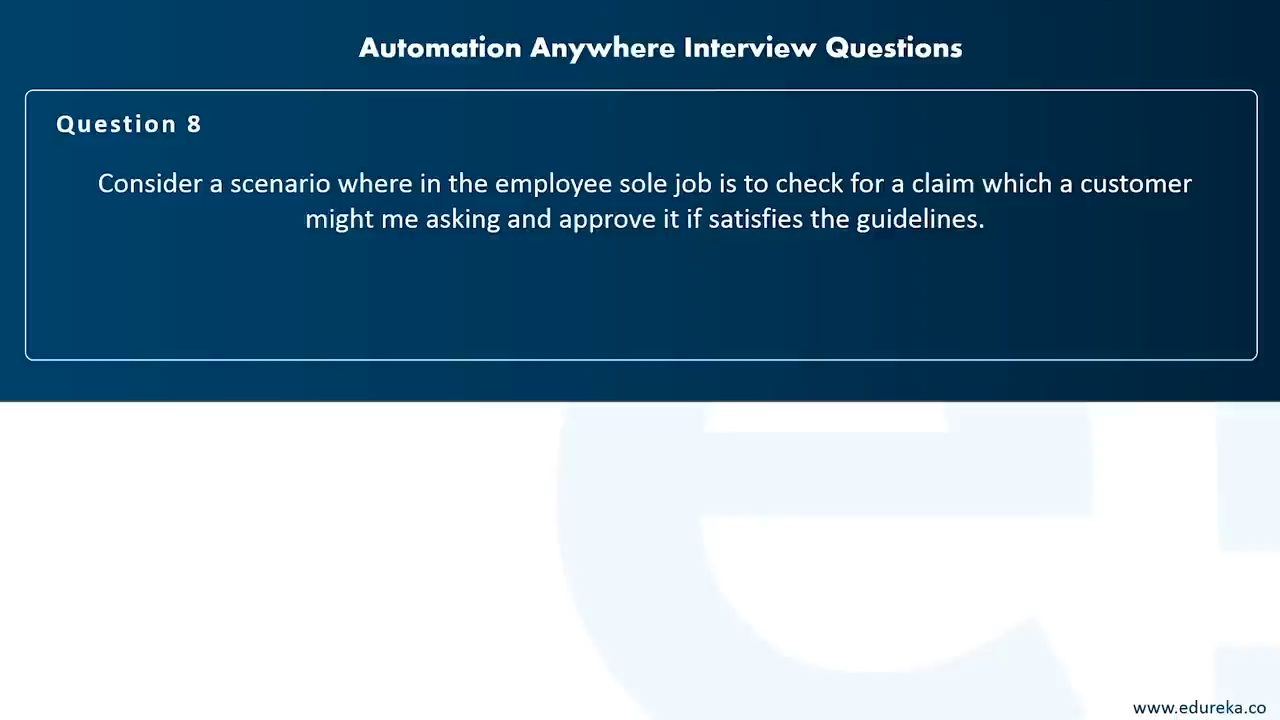 Automation Anywhere Interview Questions
Question 8
Consider a scenario where in the employee sole job is to check for a claim which a customer
might me asking and approve it if satisfies the guidelines.
www.edureka.co